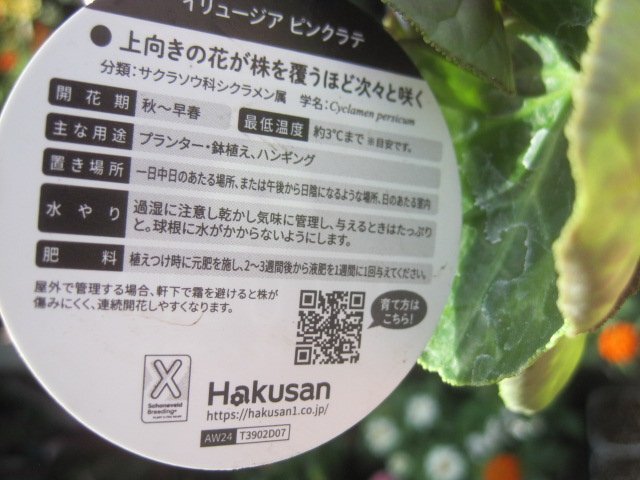 イリュージア ピンクラテ
●上向きの花が株を覆うほど次々と咲く
分類：サクラソウ科シクラメン属 学名：Cyclamen persicum
開花期 秋～早春 最低温度 約3℃まで ※目安です。
主な用途 プランター・鉢植え、ハンギング
置き場所 一日中日のあたる場所、または午後から日陰になるような場所、日のあたる室内
水やり 過湿に注意し乾かし気味に管理し、与えるときはたっぷり
と。球根に水がかからないようにします。
肥料 植えつけ時に元肥を施し、2～3週間後から液肥を1週間に1回与えてください。
屋外で管理する場合、軒下で霜を避けると株が
傷みにくく、連続開花しやすくなります。
育て方は
こちら！
X
Schoneveld
Breeding
Hakusan
https://hakusan1.co.jp/
AW24 T3902D07